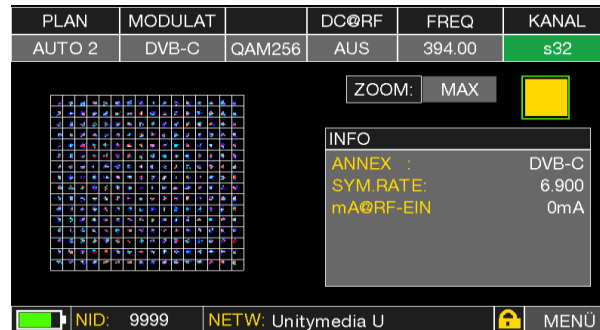 PLAN MODULAT DC@RF FREQ KANAL
AUTO 2 DVB-C QAM256 AUS 394.00 s32
ZOOM: MAX
INFO
ANNEX : DVB-C
SYM.RATE: 6.900
mA@RF-EIN 0mA
NID: 9999 NETW: Unitymedia U MENÜ